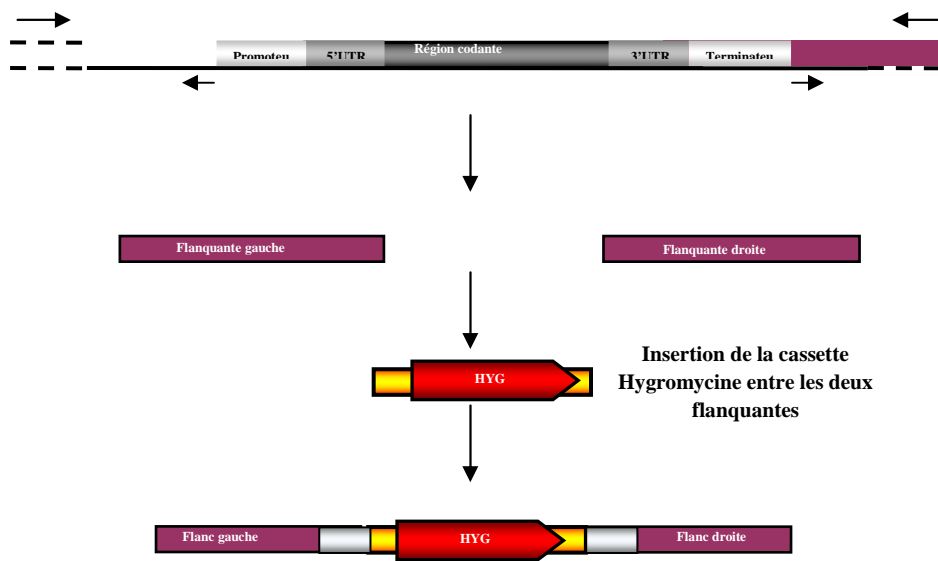 Promoteu 5'UTR Région codante 3'UTR Terminateu
Flanquante gauche Flanquante droite
HYG
Insertion de la cassette
Hygromycine entre les deux
flanquantes
Flanc gauche HYG Flanc droite